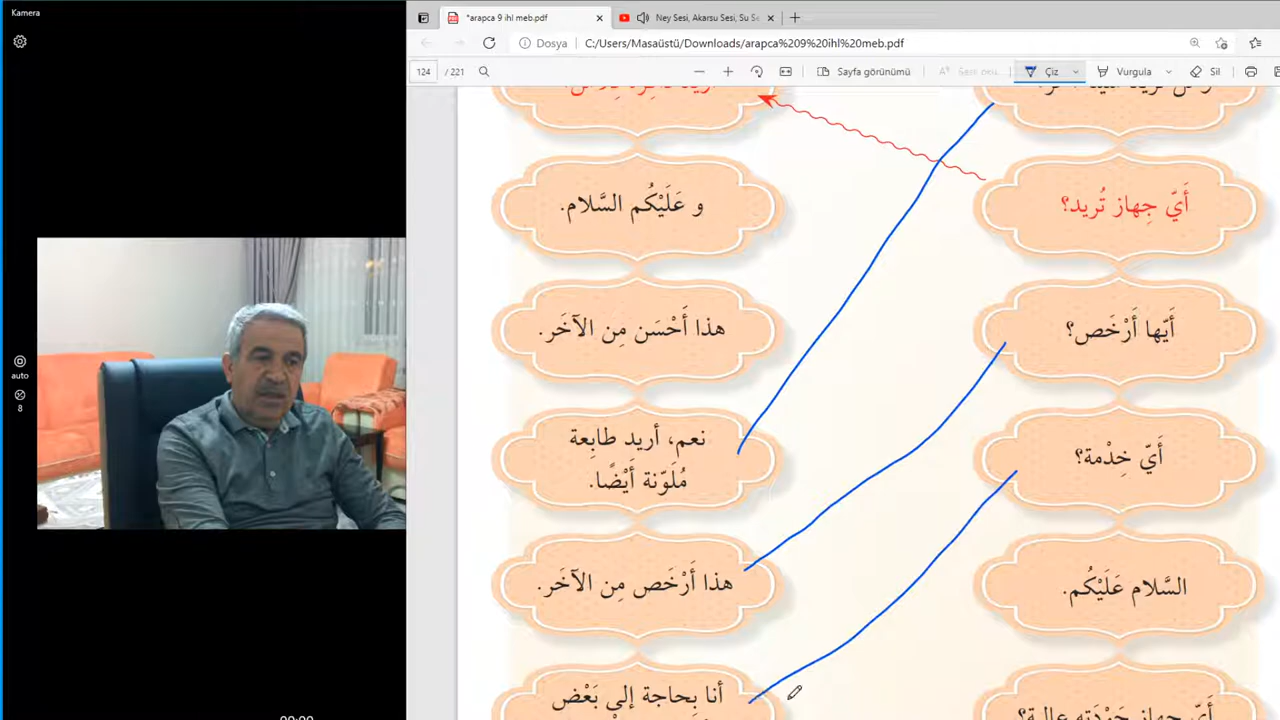 Kamera
*arapca 9 ihl meb.pdf
Ney Sesi, Akarsu Sesi, Su Se
Dosya
C:/Users/Masaüstü/Downloads/arapca%209%20ihl%20meb.pdf
124
/ 221
Sayfa görünümü
Çiz
Vurgula
Sil
auto
8
أَيّ جِهاز تُريد؟
و عَلَيْكُم السَّلام.
أَيّها أَرْخَص؟
هذا أَحْسَن مِن الآخَر.
أَيّ خِدْمة؟
نعم، أريد طابِعة
مُلَوّنة أَيْضًا.
السَّلام عَلَيْكُم.
هذا أَرْخَص مِن الآخَر.
أنا بِحاجة إلى بَعْض